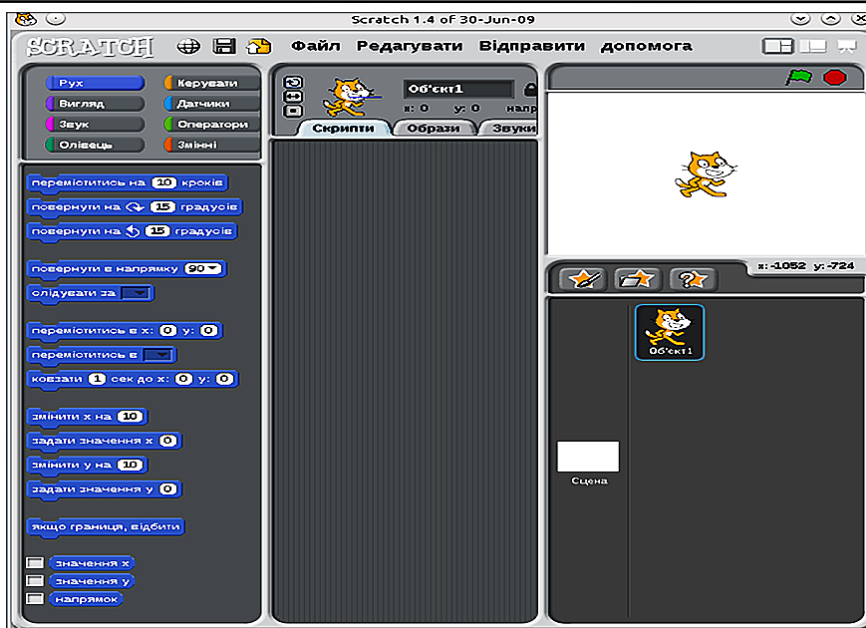 Scratch 1.4 of 30-Jun-09
SCRATCH Файл Редагувати Відправити допомога
Рух Керувати
Вигляд Датчики
Звук Оператори
Олівець Змінні
Об'єкт1
x: 0 y: 0 напр
Скрипти Образи Звуки
переміститись на 10 кроків
повернути на 15 градусів
повернути на 15 градусів
повернути в напрямку 90
слідувати за
переміститись в x: 0 y: 0
переміститись в
ковзати 1 сек до x: 0 y: 0
змінити x на 10
задати значення x 0
змінити y на 10
задати значення y 0
якщо границя, відбити
значення x
значення y
напрямок
x: -1052 y: -724
Об'єкт1
Сцена